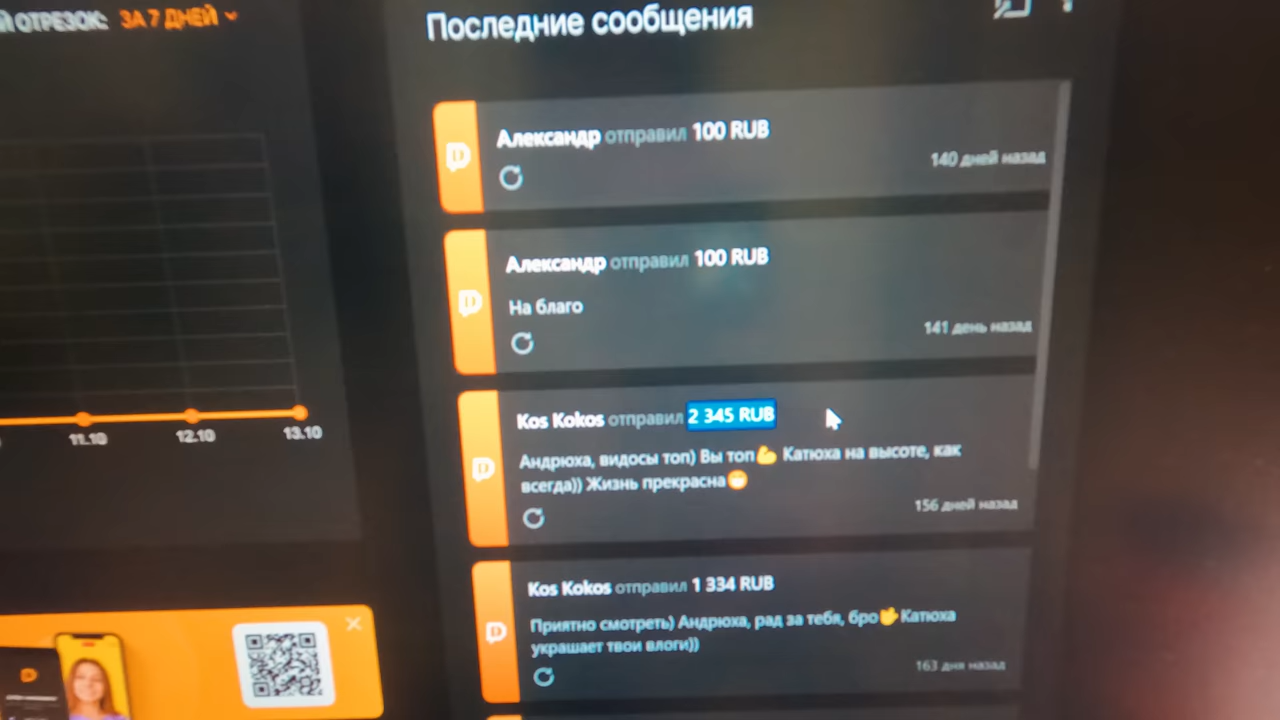 ОТРЕЗОК: ЗА 7 ДНЕЙ
11.10
12.10
13.10
Последние сообщения
Александр отправил 100 RUB
140 дней назад
Александр отправил 100 RUB
На благо
141 день назад
Kos Kokos отправил 2 345 RUB
Андрюха, видосы топ) Вы топ💪 Катюха на высоте, как
всегда)) Жизнь прекрасна😁
156 дней назад
Kos Kokos отправил 1 334 RUB
Приятно смотреть) Андрюха, рад за тебя, бро👍Катюха
украшает твои влоги))
163 дня назад